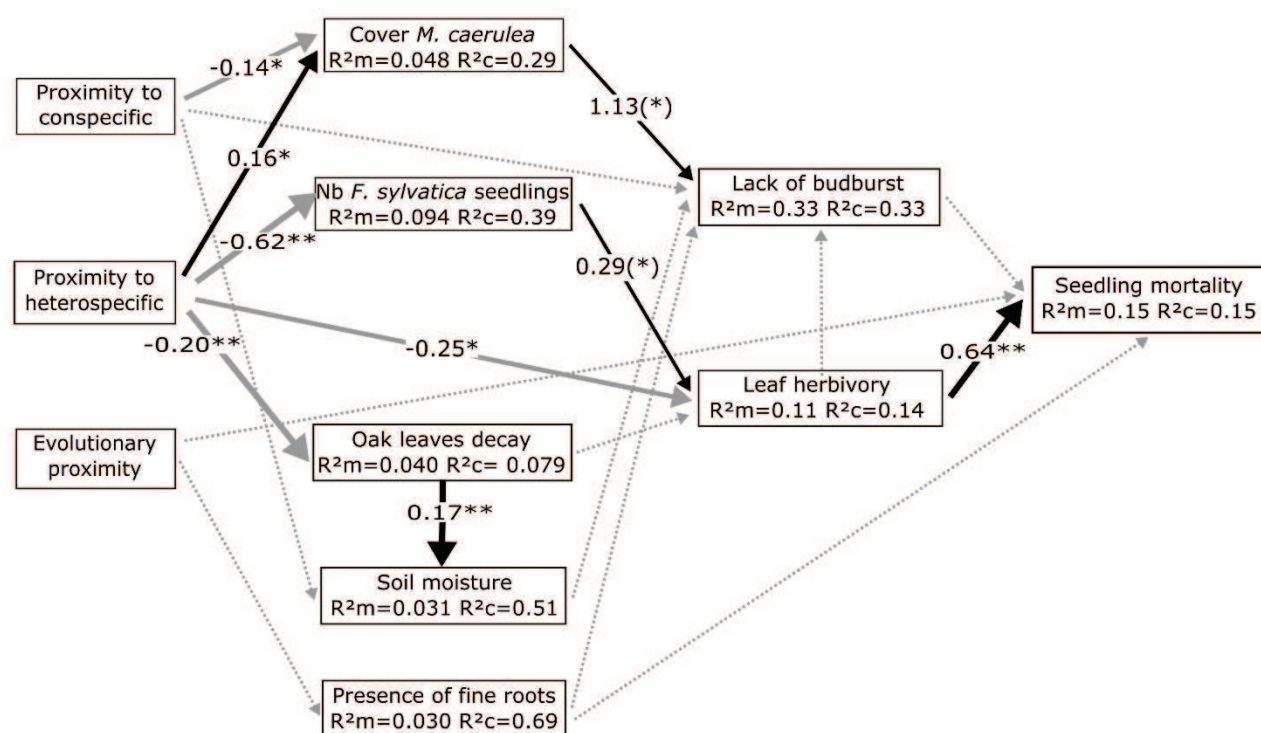 Cover M. caerulea
R²m=0.048 R²c=0.29
-0.14*
Proximity to
conspecific
1.13(*)
0.16*
Nb F. sylvatica seedlings
R²m=0.094 R²c=0.39
Lack of budburst
R²m=0.33 R²c=0.33
-0.62**
0.29(*)
Proximity to
heterospecific
Seedling mortality
R²m=0.15 R²c=0.15
-0.20**
-0.25*
0.64**
Leaf herbivory
R²m=0.11 R²c=0.14
Evolutionary
proximity
Oak leaves decay
R²m=0.040 R²c= 0.079
0.17**
Soil moisture
R²m=0.031 R²c=0.51
Presence of fine roots
R²m=0.030 R²c=0.69